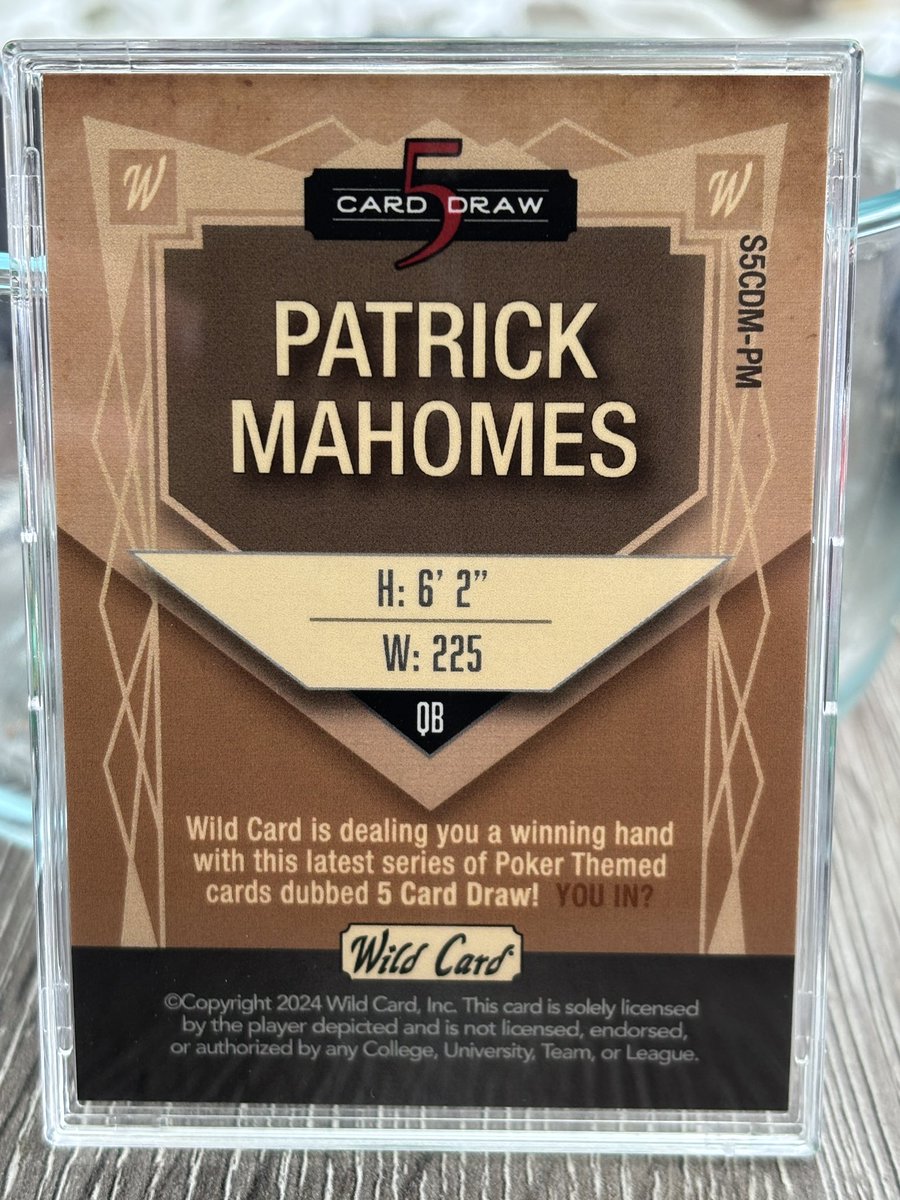 W
W
5
CARD DRAW
S5CDM-PM
PATRICK
MAHOMES
H: 6' 2"
W: 225
QB
Wild Card is dealing you a winning hand
with this latest series of Poker Themed
cards dubbed 5 Card Draw! YOU IN?
Wild Card
©Copyright 2024 Wild Card, Inc. This card is solely licensed
by the player depicted and is not licensed, endorsed,
or authorized by any College, University, Team, or League.